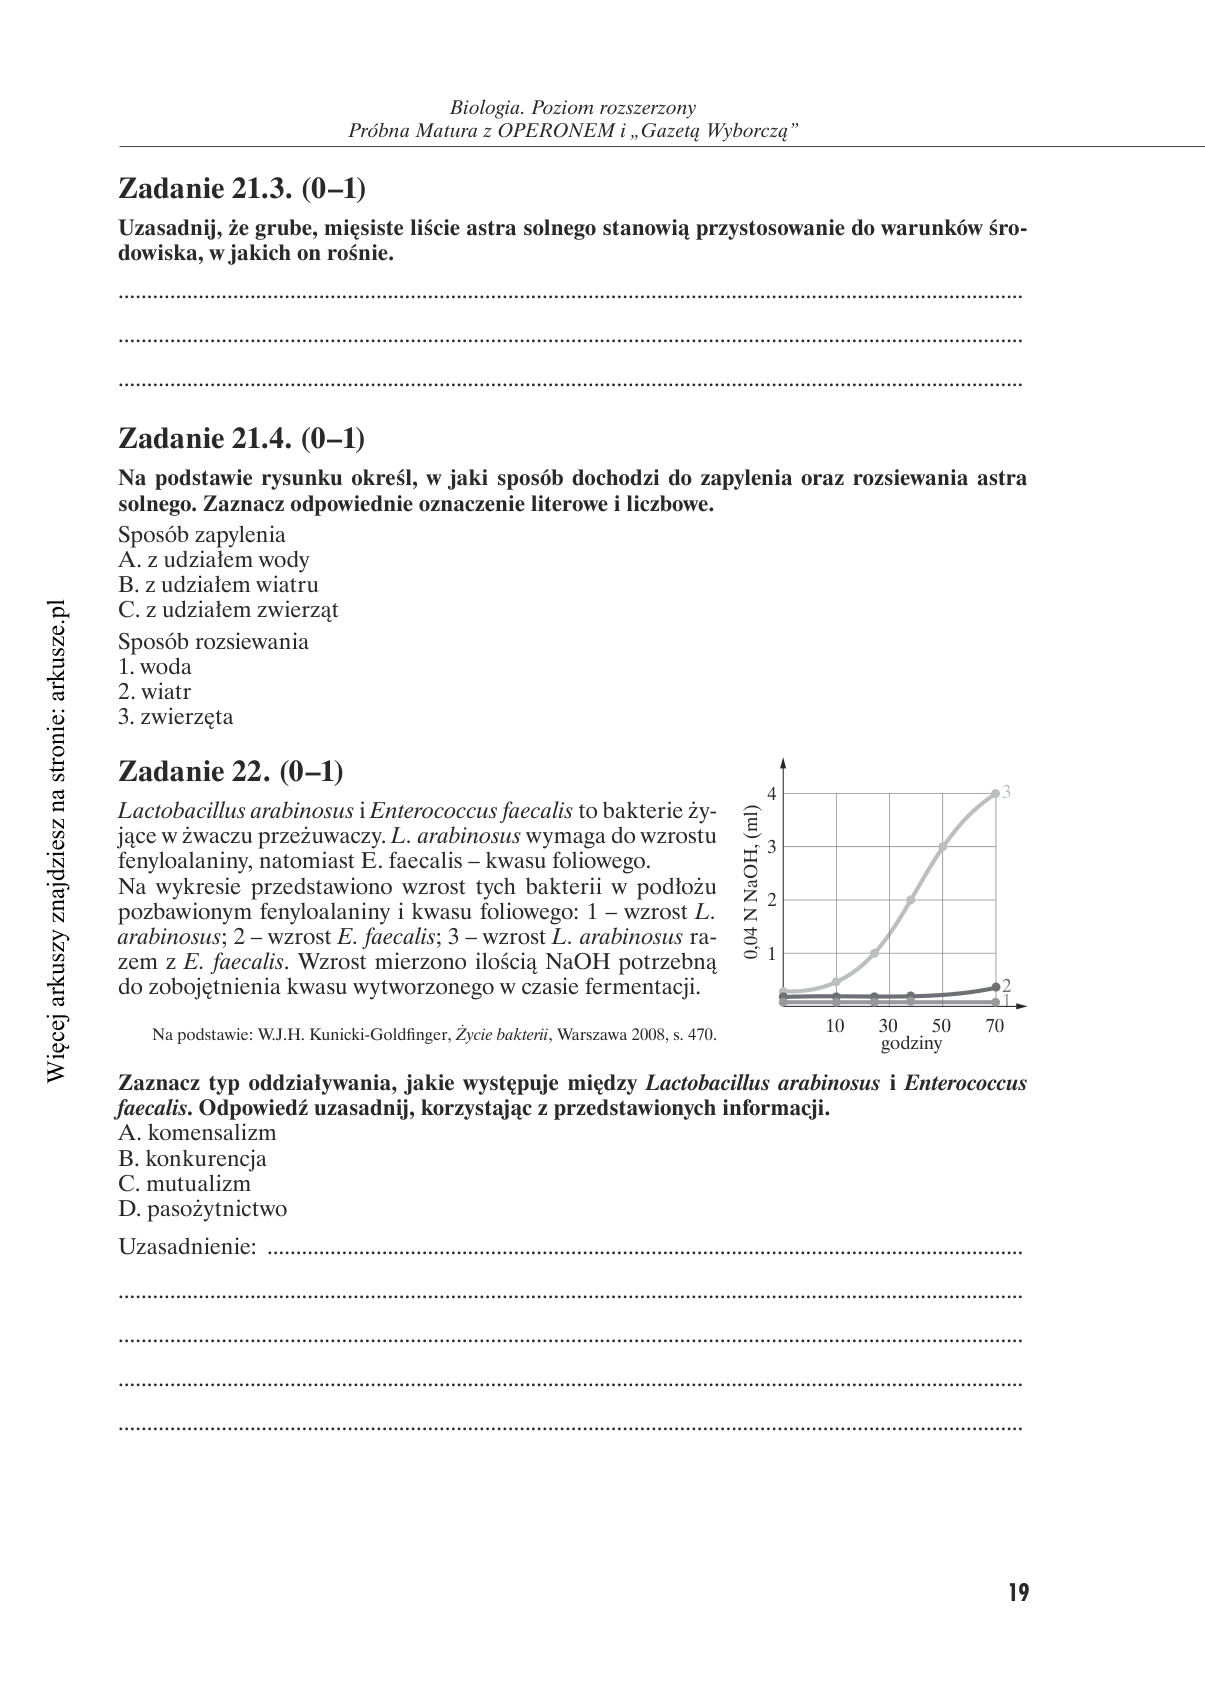 Biologia. Poziom rozszerzony
Próbna Matura z OPERONEM i „Gazetą Wyborczą”
Zadanie 21.3. (0–1)
Uzasadnij, że grube, mięsiste liście astra solnego stanowią przystosowanie do warunków śro-
dowiska, w jakich on rośnie.
Zadanie 21.4. (0–1)
Na podstawie rysunku określ, w jaki sposób dochodzi do zapylenia oraz rozsiewania astra
solnego. Zaznacz odpowiednie oznaczenie literowe i liczbowe.
Sposób zapylenia
A. z udziałem wody
B. z udziałem wiatru
C. z udziałem zwierząt
Sposób rozsiewania
1. woda
2. wiatr
3. zwierzęta
Zadanie 22. (0–1)
Lactobacillus arabinosus i Enterococcus faecalis to bakterie ży-
jące w żwaczu przeżuwaczy. L. arabinosus wymaga do wzrostu
fenyloalaniny, natomiast E. faecalis – kwasu foliowego.
Na wykresie przedstawiono wzrost tych bakterii w podłożu
pozbawionym fenyloalaniny i kwasu foliowego: 1 – wzrost L.
arabinosus; 2 – wzrost E. faecalis; 3 – wzrost L. arabinosus ra-
zem z E. faecalis. Wzrost mierzono ilością NaOH potrzebną
do zobojętnienia kwasu wytworzonego w czasie fermentacji.
Na podstawie: W.J.H. Kunicki-Goldfinger, Życie bakterii, Warszawa 2008, s. 470.
0,04 N NaOH, (ml)
4
3
2
1
3
2
1
10 30 50 70
godziny
Zaznacz typ oddziaływania, jakie występuje między Lactobacillus arabinosus i Enterococcus
faecalis. Odpowiedź uzasadnij, korzystając z przedstawionych informacji.
A. komensalizm
B. konkurencja
C. mutualizm
D. pasożytnictwo
Uzasadnienie:
19
Więcej arkuszy znajdziesz na stronie: arkusze.pl